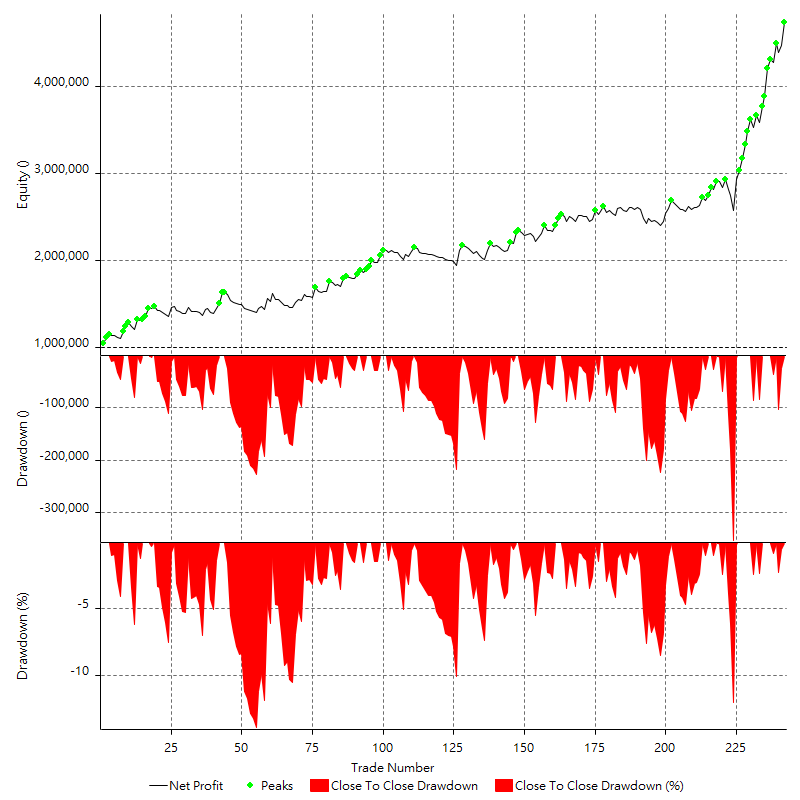 4,000,000
3,000,000
2,000,000
1,000,000
Equity ()
-100,000
-200,000
-300,000
Drawdown ()
-5
-10
Drawdown (%)
25 50 75 100 125 150 175 200 225
Trade Number
Net Profit Peaks Close To Close Drawdown Close To Close Drawdown (%)